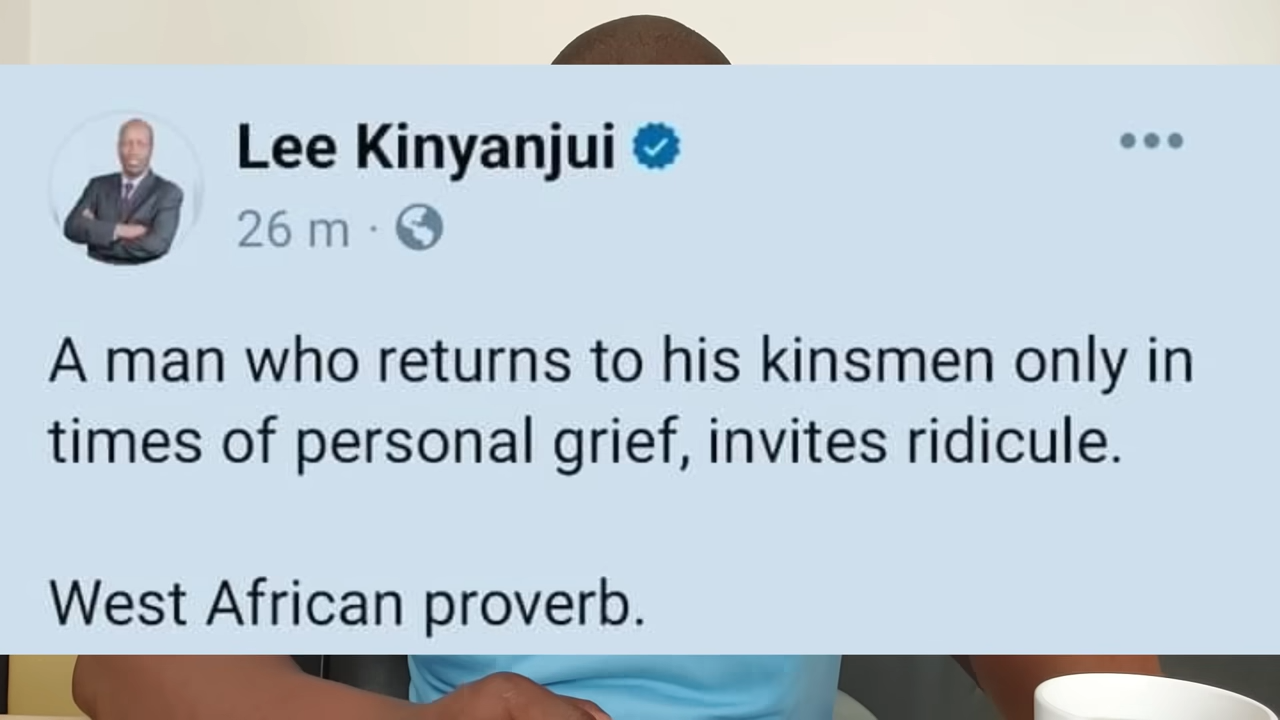 Lee Kinyanjui
26 m ·
A man who returns to his kinsmen only in
times of personal grief, invites ridicule.
West African proverb.